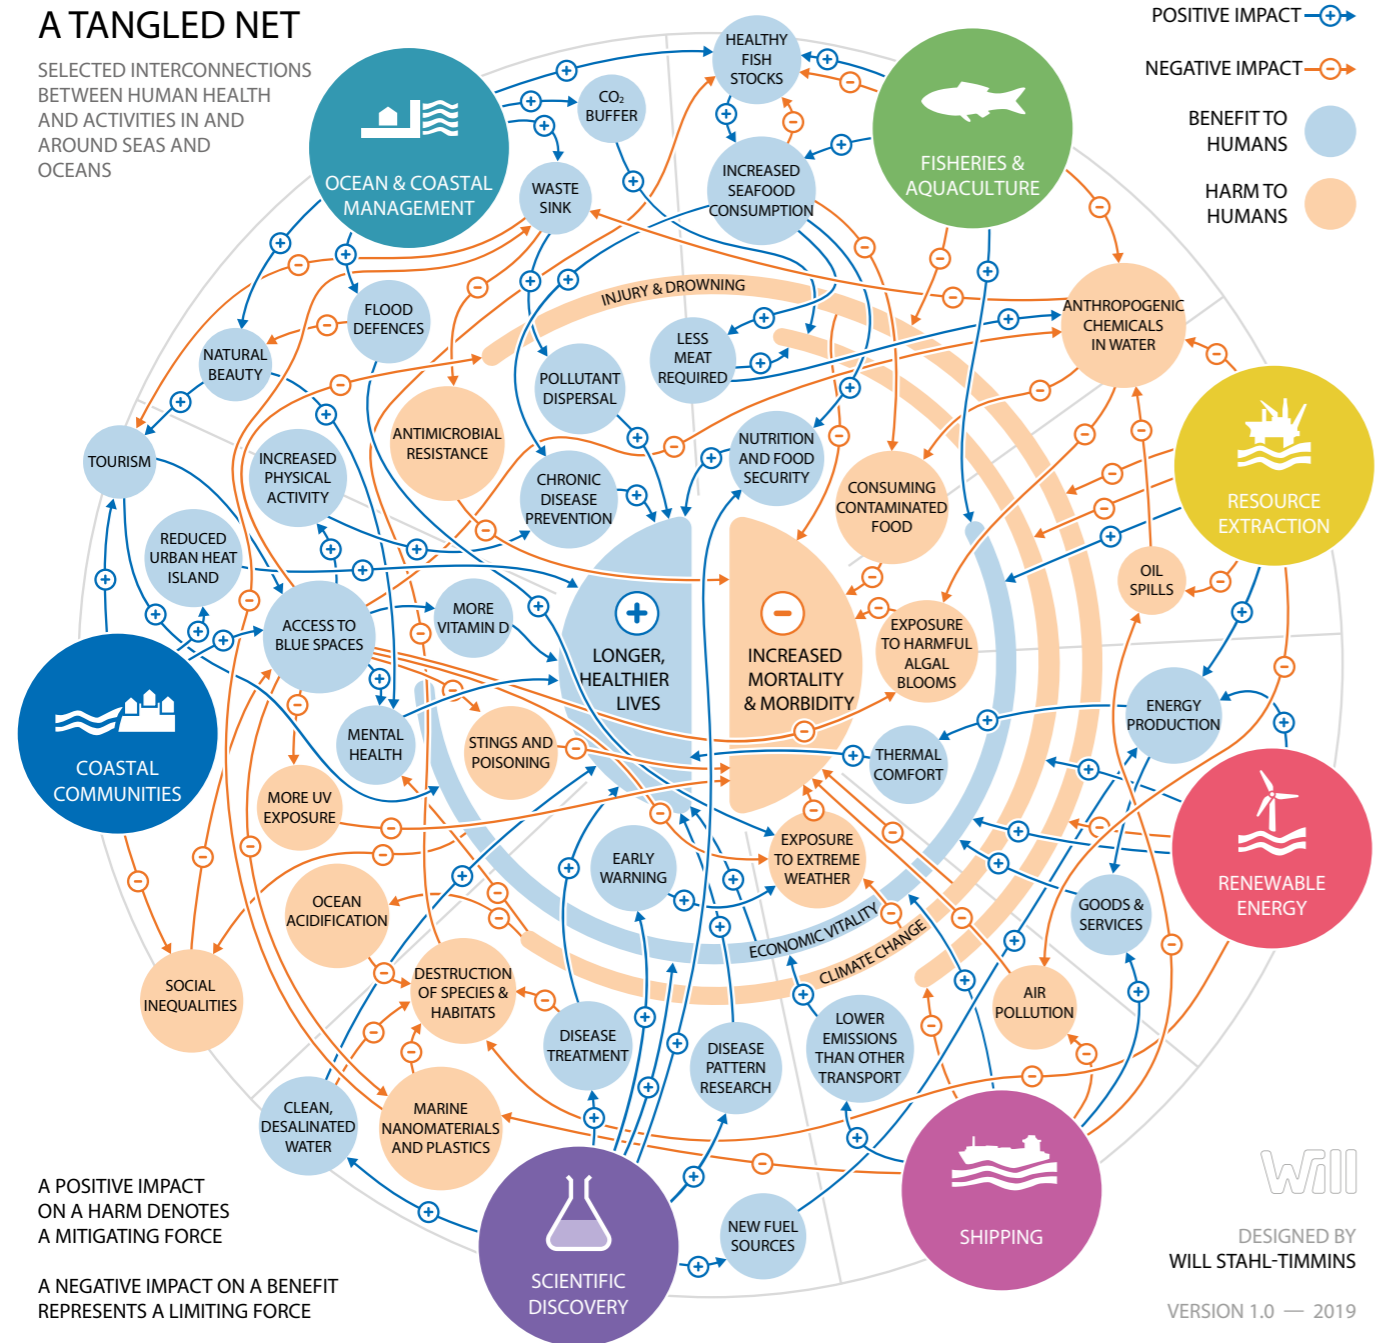 A TANGLED NET
SELECTED INTERCONNECTIONS
BETWEEN HUMAN HEALTH
AND ACTIVITIES IN AND
AROUND SEAS AND
OCEANS
POSITIVE IMPACT
NEGATIVE IMPACT
BENEFIT TO
HUMANS
HARM TO
HUMANS
OCEAN & COASTAL
MANAGEMENT
CO₂
BUFFER
HEALTHY
FISH
STOCKS
FISHERIES &
AQUACULTURE
WASTE
SINK
INCREASED
SEAFOOD
CONSUMPTION
FLOOD
DEFENCES
NATURAL
BEAUTY
INJURY & DROWNING
LESS
MEAT
REQUIRED
ANTHROPOGENIC
CHEMICALS
IN WATER
POLLUTANT
DISPERSAL
ANTIMICROBIAL
RESISTANCE
TOURISM
INCREASED
PHYSICAL
ACTIVITY
CHRONIC
DISEASE
PREVENTION
NUTRITION
AND FOOD
SECURITY
CONSUMING
CONTAMINATED
FOOD
RESOURCE
EXTRACTION
REDUCED
URBAN HEAT
ISLAND
OIL
SPILLS
ACCESS TO
BLUE SPACES
MORE
VITAMIN D
LONGER,
HEALTHIER
LIVES
INCREASED
MORTALITY
& MORBIDITY
EXPOSURE
TO HARMFUL
ALGAL
BLOOMS
ENERGY
PRODUCTION
COASTAL
COMMUNITIES
MENTAL
HEALTH
STINGS AND
POISONING
THERMAL
COMFORT
MORE UV
EXPOSURE
EARLY
WARNING
EXPOSURE
TO EXTREME
WEATHER
RENEWABLE
ENERGY
OCEAN
ACIDIFICATION
ECONOMIC VITALITY
CLIMATE CHANGE
GOODS &
SERVICES
SOCIAL
INEQUALITIES
DESTRUCTION
OF SPECIES &
HABITATS
DISEASE
TREATMENT
DISEASE
PATTERN
RESEARCH
LOWER
EMISSIONS
THAN OTHER
TRANSPORT
AIR
POLLUTION
CLEAN,
DESALINATED
WATER
MARINE
NANOMATERIALS
AND PLASTICS
SCIENTIFIC
DISCOVERY
NEW FUEL
SOURCES
SHIPPING
A POSITIVE IMPACT
ON A HARM DENOTES
A MITIGATING FORCE
A NEGATIVE IMPACT ON A BENEFIT
REPRESENTS A LIMITING FORCE
Will
DESIGNED BY
WILL STAHL-TIMMINS
VERSION 1.0 — 2019